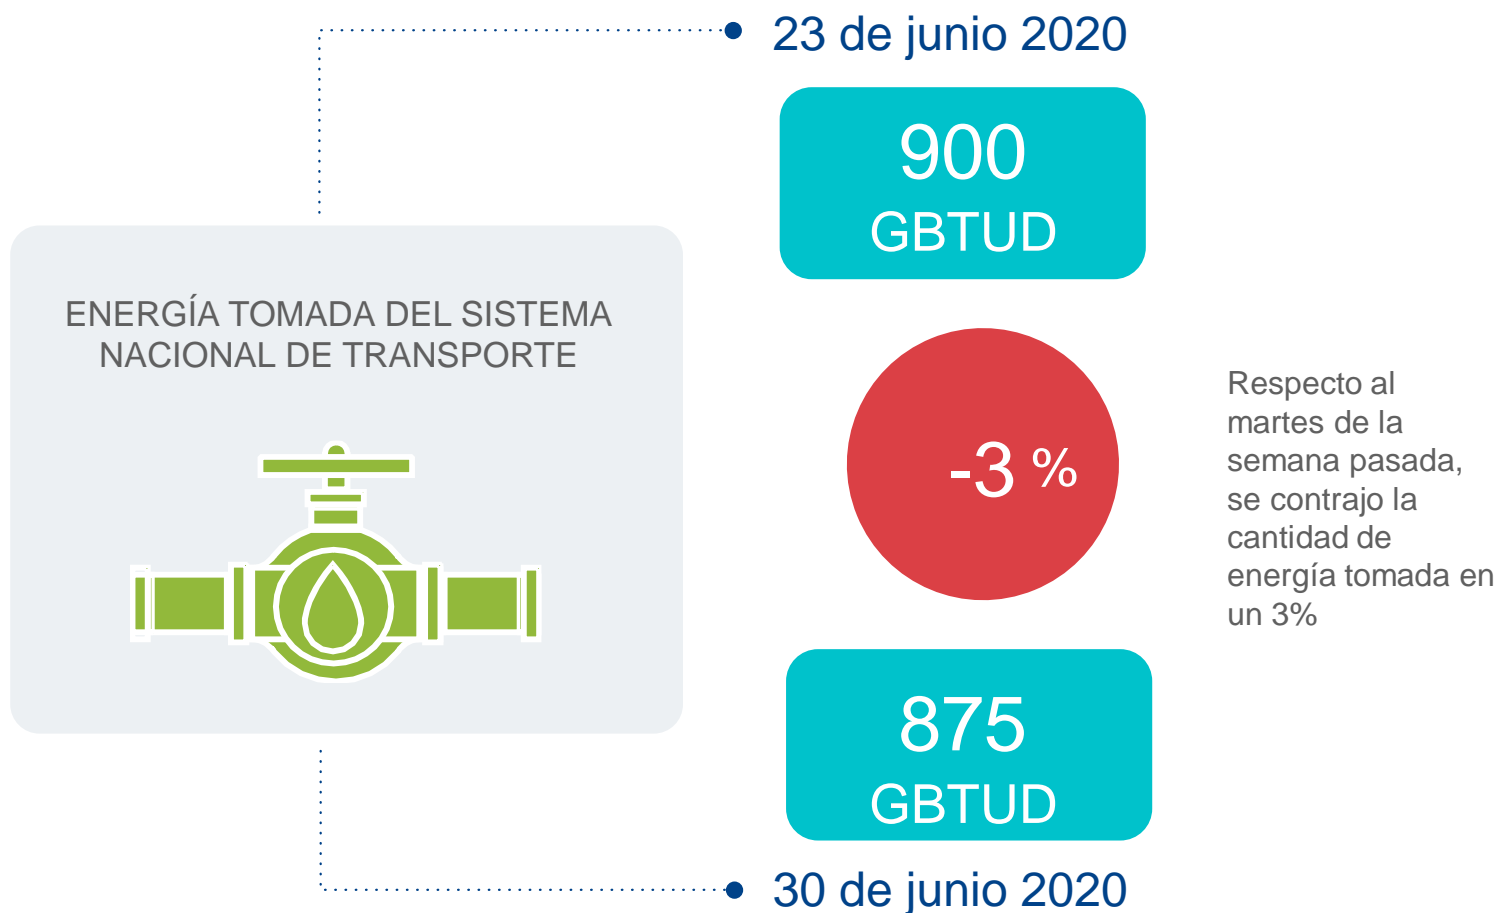 23 de junio 2020
900
GBTUD
ENERGÍA TOMADA DEL SISTEMA
NACIONAL DE TRANSPORTE
-3 %
Respecto al
martes de la
semana pasada,
se contrajo la
cantidad de
energía tomada en
un 3%
875
GBTUD
30 de junio 2020